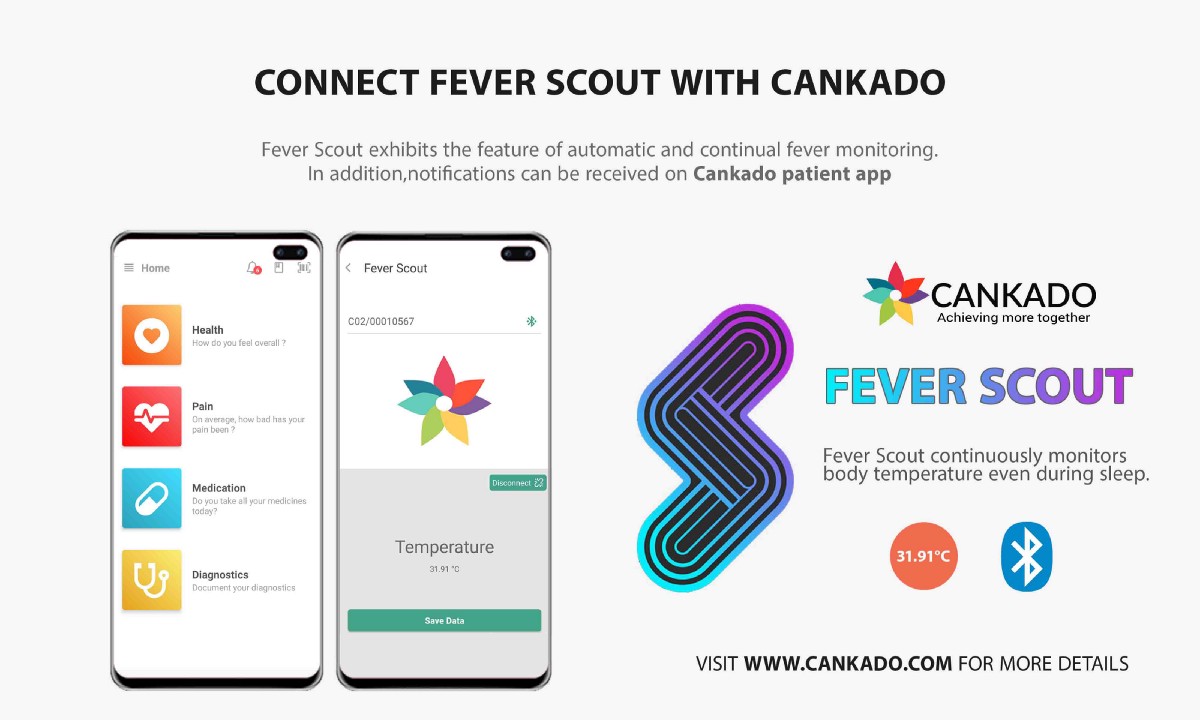 CONNECT FEVER SCOUT WITH CANKADO
Fever Scout exhibits the feature of automatic and continual fever monitoring.
In addition,notifications can be received on Cankado patient app
Home
Health
How do you feel overall ?
Pain
On average, how bad has your
pain been ?
Medication
Do you take all your medicines
today?
Diagnostics
Document your diagnostics
Fever Scout
C02/00010567
Disconnect
Temperature
31.91 °C
Save Data
CANKADO
Achieving more together
FEVER SCOUT
Fever Scout continuously monitors
body temperature even during sleep.
31.91°C
VISIT WWW.CANKADO.COM FOR MORE DETAILS